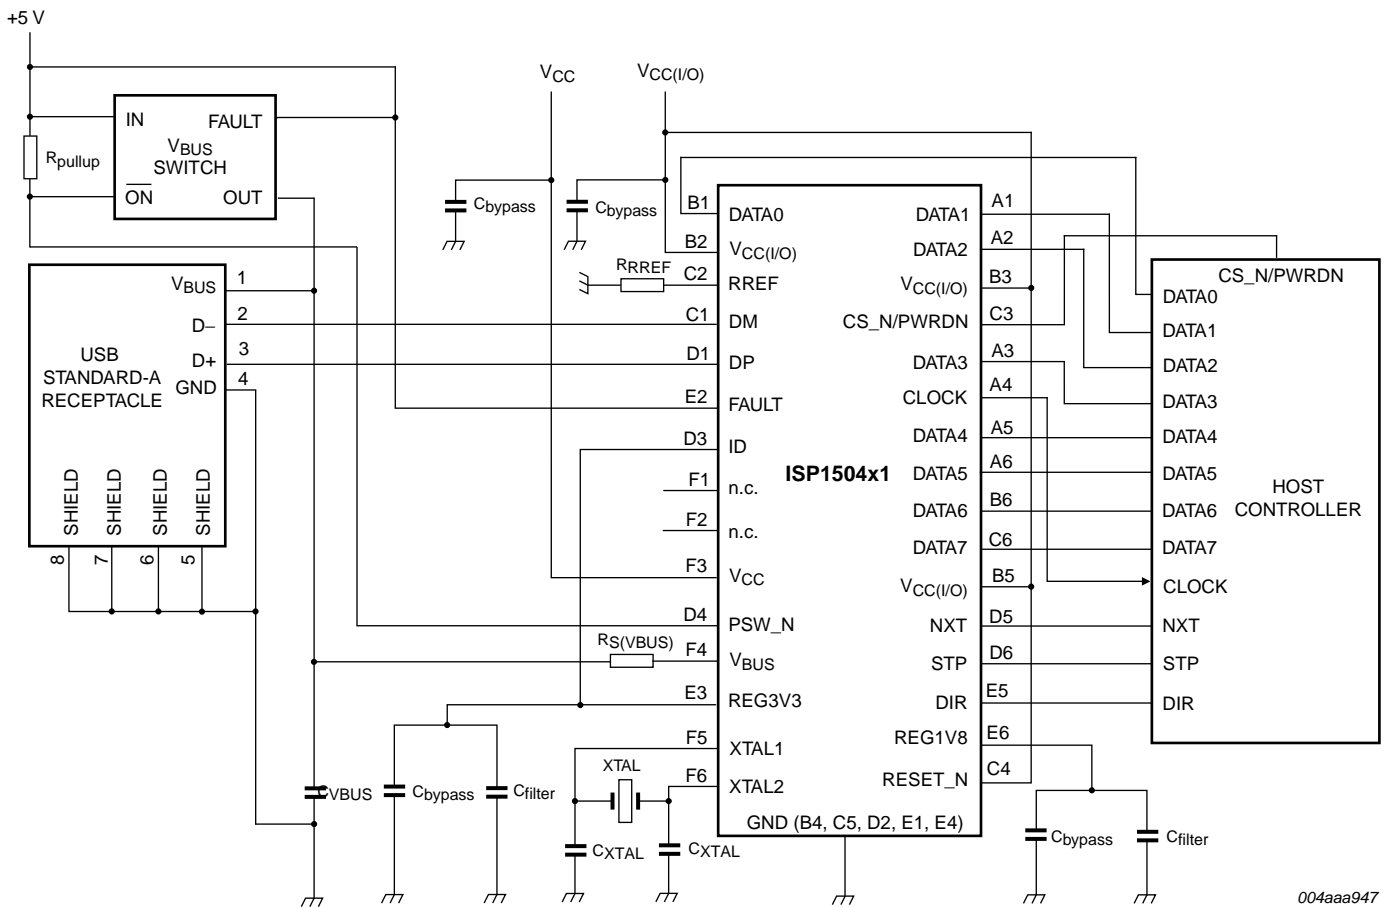 +5 V
IN
FAULT
VBUS
SWITCH
ON
OUT
Rpullup
VCC
VCC(I/O)
Cbypass
Cbypass
VBUS
1
D–
2
D+
3
GND
4
USB
STANDARD-A
RECEPTACLE
SHIELD
SHIELD
SHIELD
SHIELD
8
7
6
5
RRREF
B1
B2
C2
C1
D1
E2
D3
F1
F2
F3
D4
F4
E3
F5
F6
DATA0
VCC(I/O)
RREF
DM
DP
FAULT
ID
n.c.
n.c.
VCC
PSW_N
VBUS
REG3V3
XTAL1
XTAL2
ISP1504x1
GND (B4, C5, D2, E1, E4)
DATA1
DATA2
VCC(I/O)
CS_N/PWRDN
DATA3
CLOCK
DATA4
DATA5
DATA6
DATA7
VCC(I/O)
NXT
STP
DIR
REG1V8
RESET_N
A1
A2
B3
C3
A3
A4
A5
A6
B6
C6
B5
D5
D6
E5
E6
C4
CS_N/PWRDN
DATA0
DATA1
DATA2
DATA3
DATA4
DATA5
DATA6
DATA7
CLOCK
NXT
STP
DIR
HOST
CONTROLLER
RS(VBUS)
CVBUS
Cbypass
Cfilter
XTAL
CXTAL
CXTAL
Cbypass
Cfilter
004aaa947